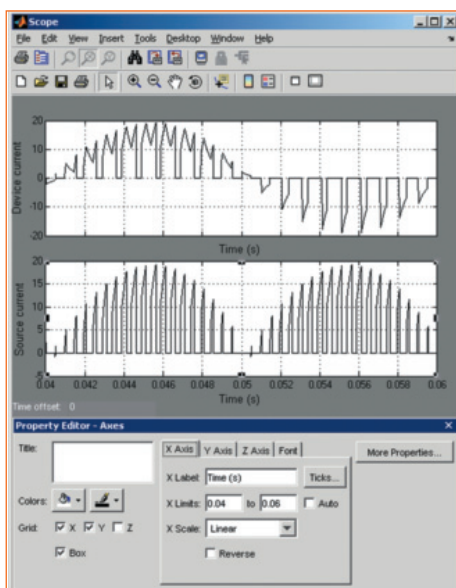 Scope
File Edit View Insert Tools Desktop Window Help
20
10
0
-10
-20
Device current
Time (s)
20
15
10
5
0
-5
Source current
0.04 0.042 0.044 0.046 0.048 0.05 0.052 0.054 0.056 0.058 0.06
Time (s)
Time offset: 0
Property Editor - Axes
Title:
Colors:
Grid: X Y Z
Box
X Axis Y Axis Z Axis Font
X Label: Time (s) Ticks...
X Limits: 0.04 to 0.06 Auto
X Scale: Linear
Reverse
More Properties...